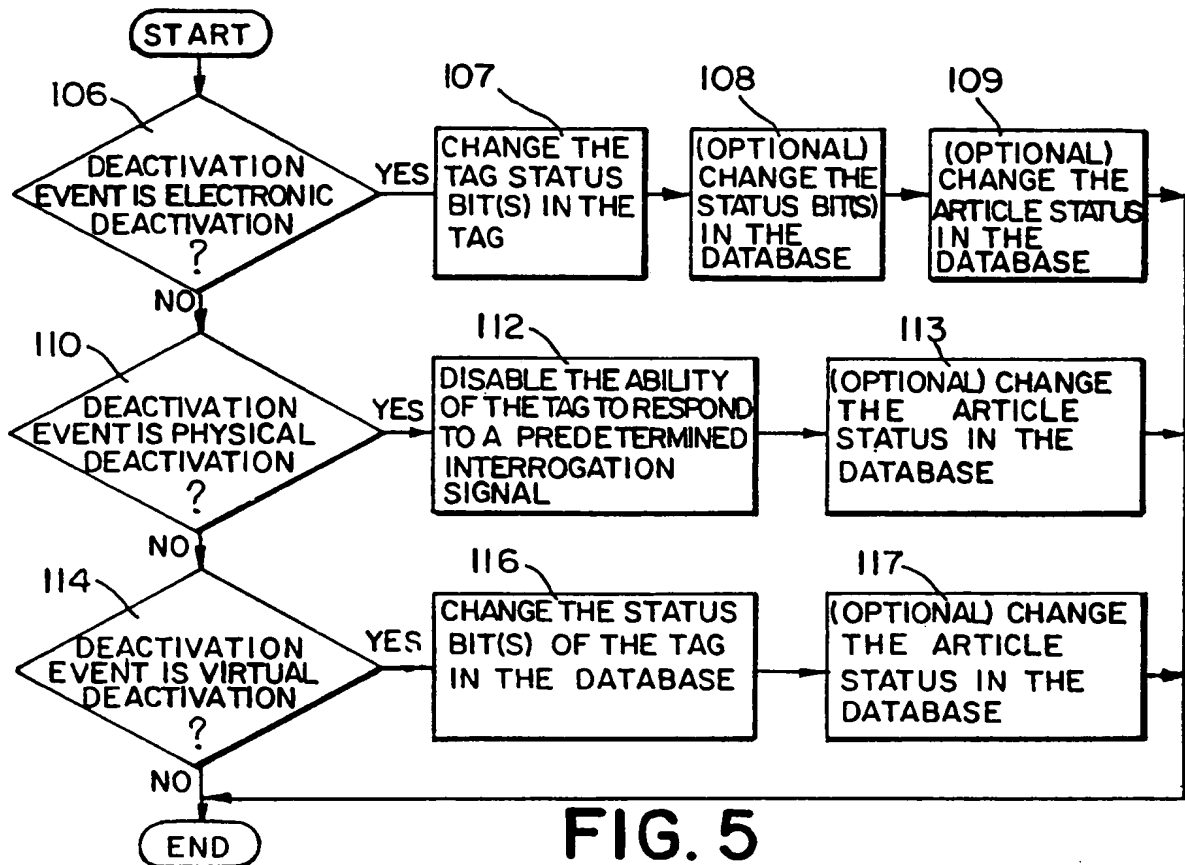 START
106
DEACTIVATION
EVENT IS ELECTRONIC
DEACTIVATION
?
YES
NO
107
CHANGE THE
TAG STATUS
BIT(S) IN THE
TAG
108
(OPTIONAL)
CHANGE THE
STATUS BIT(S)
IN THE
DATABASE
109
(OPTIONAL)
CHANGE THE
ARTICLE STATUS
IN THE
DATABASE
110
DEACTIVATION
EVENT IS PHYSICAL
DEACTIVATION
?
YES
NO
112
DISABLE THE ABILITY
OF THE TAG TO RESPOND
TO A PREDETERMINED
INTERROGATION
SIGNAL
113
(OPTIONAL) CHANGE
THE ARTICLE
STATUS IN THE
DATABASE
114
DEACTIVATION
EVENT IS VIRTUAL
DEACTIVATION
?
YES
NO
116
CHANGE THE STATUS
BIT(S) OF THE TAG
IN THE DATABASE
117
(OPTIONAL) CHANGE
THE ARTICLE
STATUS IN THE
DATABASE
END
FIG. 5